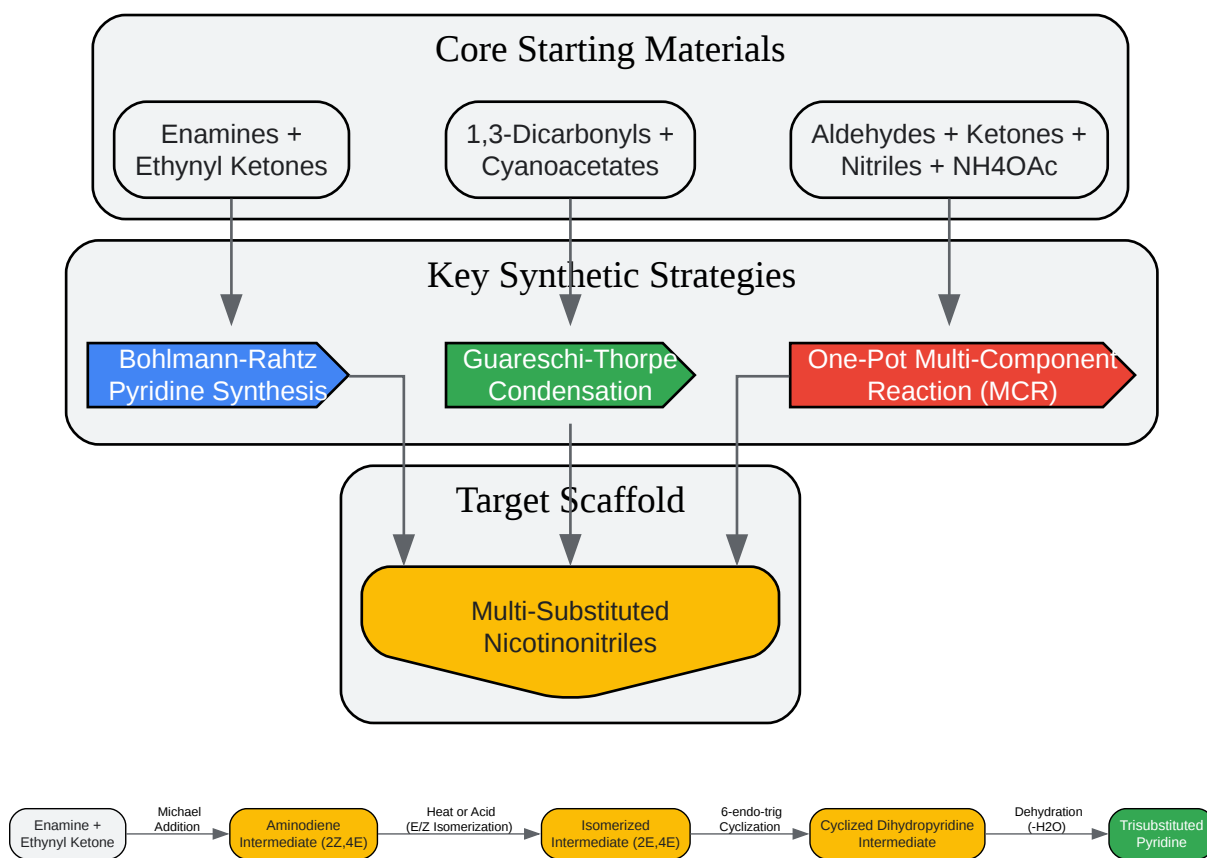 Core Starting Materials
Enamines +
Ethynyl Ketones
1,3-Dicarbonyls +
Cyanoacetates
Aldehydes + Ketones +
Nitriles + NH4OAc
Key Synthetic Strategies
Bohlmann-Rahtz
Pyridine Synthesis
Guareschi-Thorpe
Condensation
One-Pot Multi-Component
Reaction (MCR)
Target Scaffold
Multi-Substituted
Nicotinonitriles
Enamine +
Ethynyl Ketone
Michael
Addition
Aminodiene
Intermediate (2Z,4E)
Heat or Acid
(E/Z Isomerization)
Isomerized
Intermediate (2E,4E)
6-endo-trig
Cyclization
Cyclized Dihydropyridine
Intermediate
Dehydration
(-H2O)
Trisubstituted
Pyridine